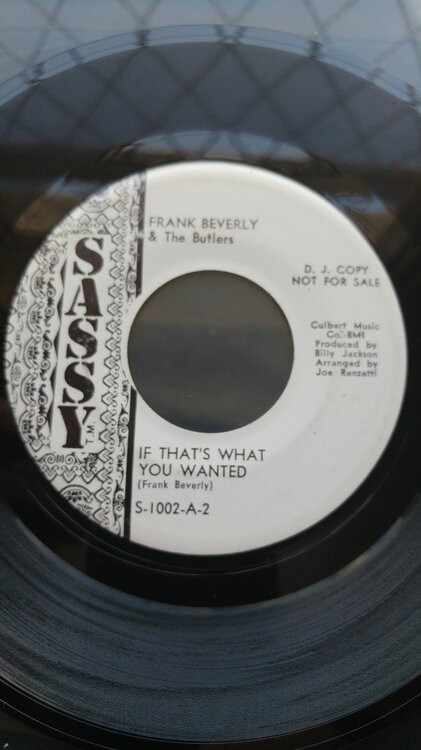 FRANK BEVERLY
& The Butlers
SASSY
T.M.
D. J. COPY
NOT FOR SALE
Culbert Music
Co.-BMI
Produced by
Billy Jackson
Arranged by
Joe Renzetti
IF THAT'S WHAT
YOU WANTED
(Frank Beverly)
S-1002-A-2